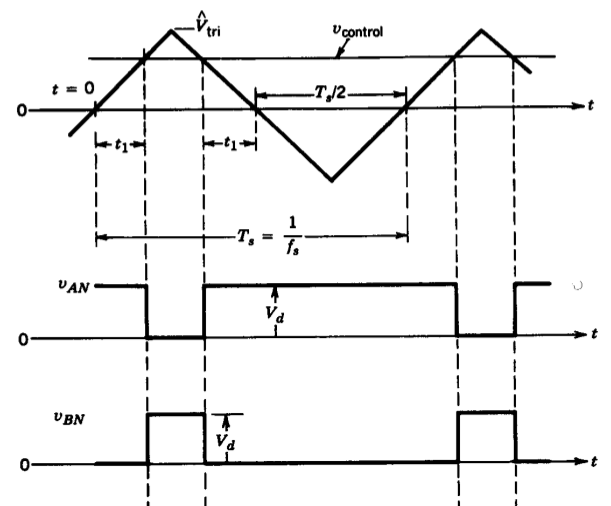 V̂tri
vcontrol
t = 0
Ts/2
0
t
t1
t1
Ts = 1/fs
vAN
Vd
0
t
vBN
Vd
0
t